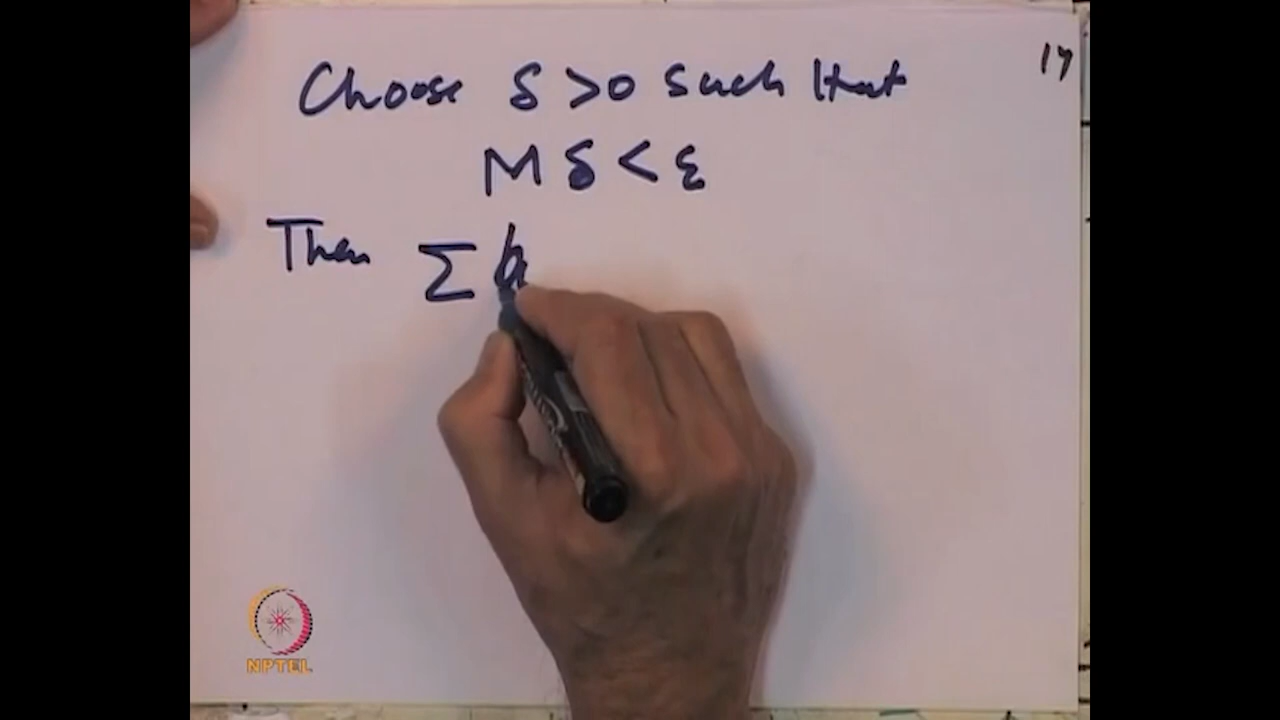 17
Choose δ > 0 such that
M δ < ε
Then Σ
NPTEL